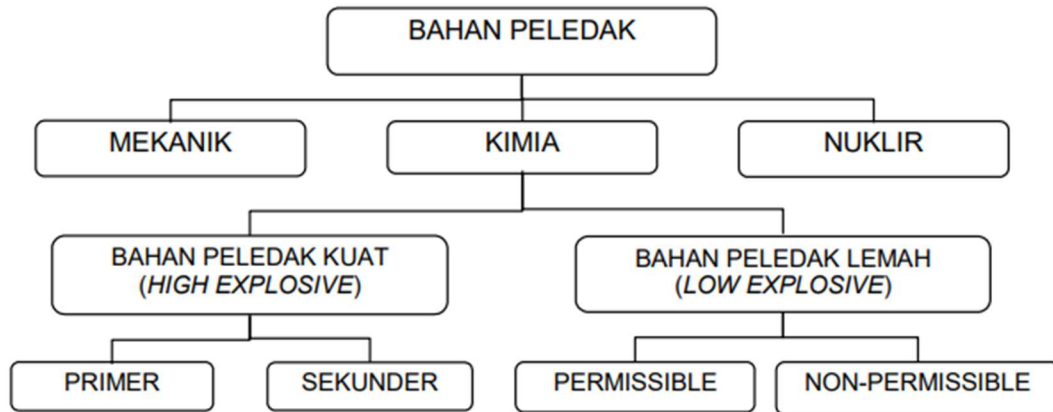 BAHAN PELEDAK
MEKANIK
KIMIA
NUKLIR
BAHAN PELEDAK KUAT
(HIGH EXPLOSIVE)
BAHAN PELEDAK LEMAH
(LOW EXPLOSIVE)
PRIMER
SEKUNDER
PERMISSIBLE
NON-PERMISSIBLE